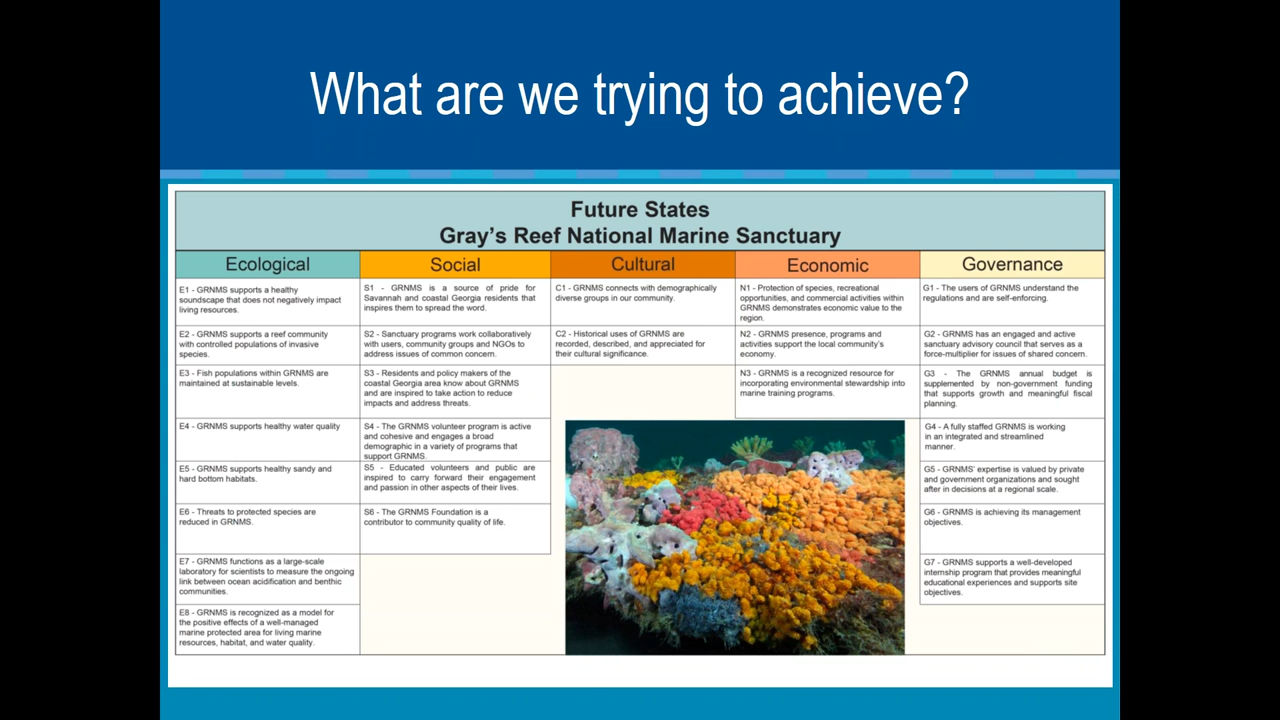 What are we trying to achieve?
Future States
Gray's Reef National Marine Sanctuary
Ecological
Social
Cultural
Economic
Governance
E1 - GRNMS supports a healthy
soundscape that does not negatively impact
living resources.
S1 - GRNMS is a source of pride for
Savannah and coastal Georgia residents that
inspires them to spread the word.
C1 - GRNMS connects with demographically
diverse groups in our community.
N1 - Protection of species, recreational
opportunities, and commercial activities within
GRNMS demonstrates economic value to the
region.
G1 - The users of GRNMS understand the
regulations and are self-enforcing.
E2 - GRNMS supports a reef community
with controlled populations of invasive
species.
S2 - Sanctuary programs work collaboratively
with users, community groups and NGOs to
address issues of common concern.
C2 - Historical uses of GRNMS are
recorded, described, and appreciated for
their cultural significance.
N2 - GRNMS presence, programs and
activities support the local community's
economy.
G2 - GRNMS has an engaged and active
sanctuary advisory council that serves as a
force-multiplier for issues of shared concern.
E3 - Fish populations within GRNMS are
maintained at sustainable levels.
S3 - Residents and policy makers of the
coastal Georgia area know about GRNMS
and are inspired to take action to reduce
impacts and address threats.
N3 - GRNMS is a recognized resource for
incorporating environmental stewardship into
marine training programs.
G3 - The GRNMS annual budget is
supplemented by non-government funding
that supports growth and meaningful fiscal
planning.
E4 - GRNMS supports healthy water quality
S4 - The GRNMS volunteer program is active
and cohesive and engages a broad
demographic in a variety of programs that
support GRNMS.
G4 - A fully staffed GRNMS is working
in an integrated and streamlined
manner.
E5 - GRNMS supports healthy sandy and
hard bottom habitats.
S5 - Educated volunteers and public are
inspired to carry forward their engagement
and passion in other aspects of their lives.
G5 - GRNMS' expertise is valued by private
and government organizations and sought
after in decisions at a regional scale.
E6 - Threats to protected species are
reduced in GRNMS.
S6 - The GRNMS Foundation is a
contributor to community quality of life.
G6 - GRNMS is achieving its management
objectives.
E7 - GRNMS functions as a large-scale
laboratory for scientists to measure the ongoing
link between ocean acidification and benthic
communities.
G7 - GRNMS supports a well-developed
internship program that provides meaningful
educational experiences and supports site
objectives.
E8 - GRNMS is recognized as a model for
the positive effects of a well-managed
marine protected area for living marine
resources, habitat, and water quality.